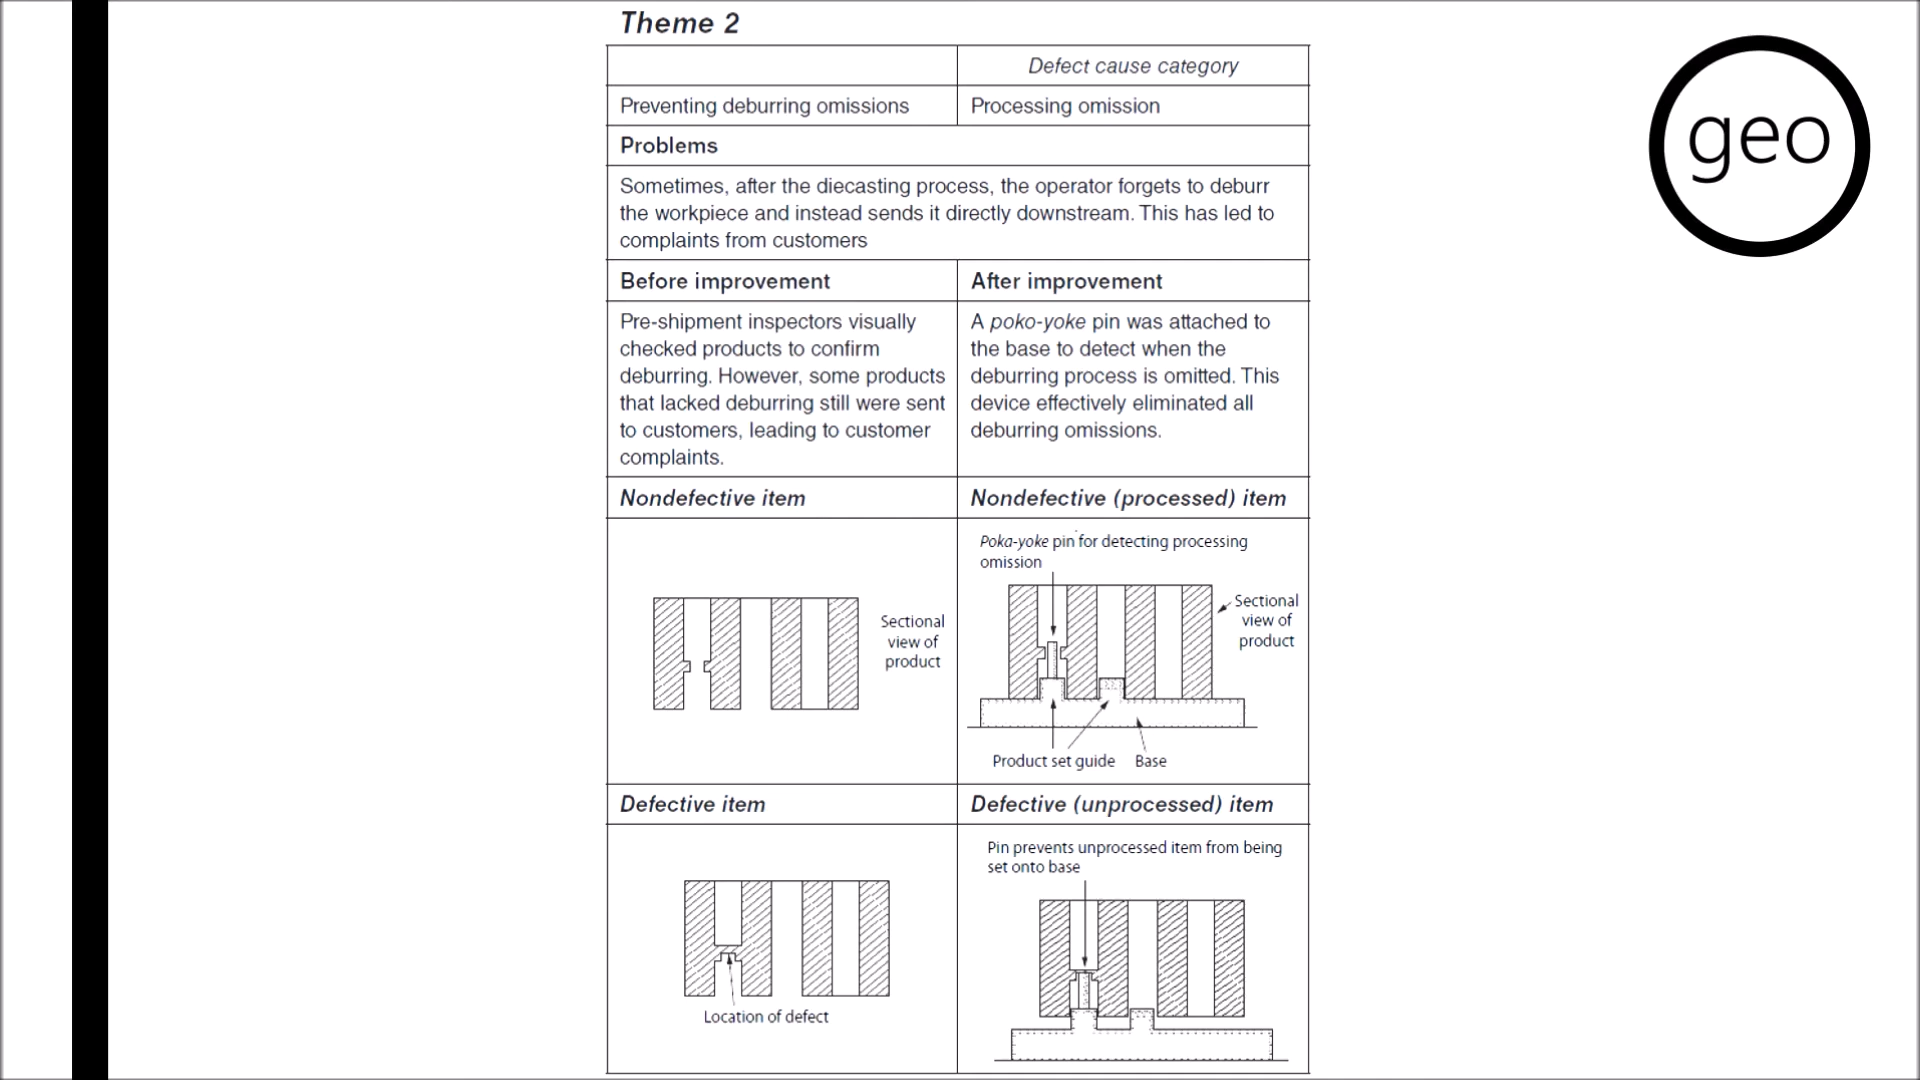 Theme 2
Defect cause category
Preventing deburring omissions
Processing omission
Problems
Sometimes, after the diecasting process, the operator forgets to deburr
the workpiece and instead sends it directly downstream. This has led to
complaints from customers
Before improvement
After improvement
Pre-shipment inspectors visually
checked products to confirm
deburring. However, some products
that lacked deburring still were sent
to customers, leading to customer
complaints.
A poko-yoke pin was attached to
the base to detect when the
deburring process is omitted. This
device effectively eliminated all
deburring omissions.
Nondefective item
Nondefective (processed) item
Sectional
view of
product
Poka-yoke pin for detecting processing
omission
Sectional
view of
product
Product set guide
Base
Defective item
Defective (unprocessed) item
Location of defect
Pin prevents unprocessed item from being
set onto base
geo